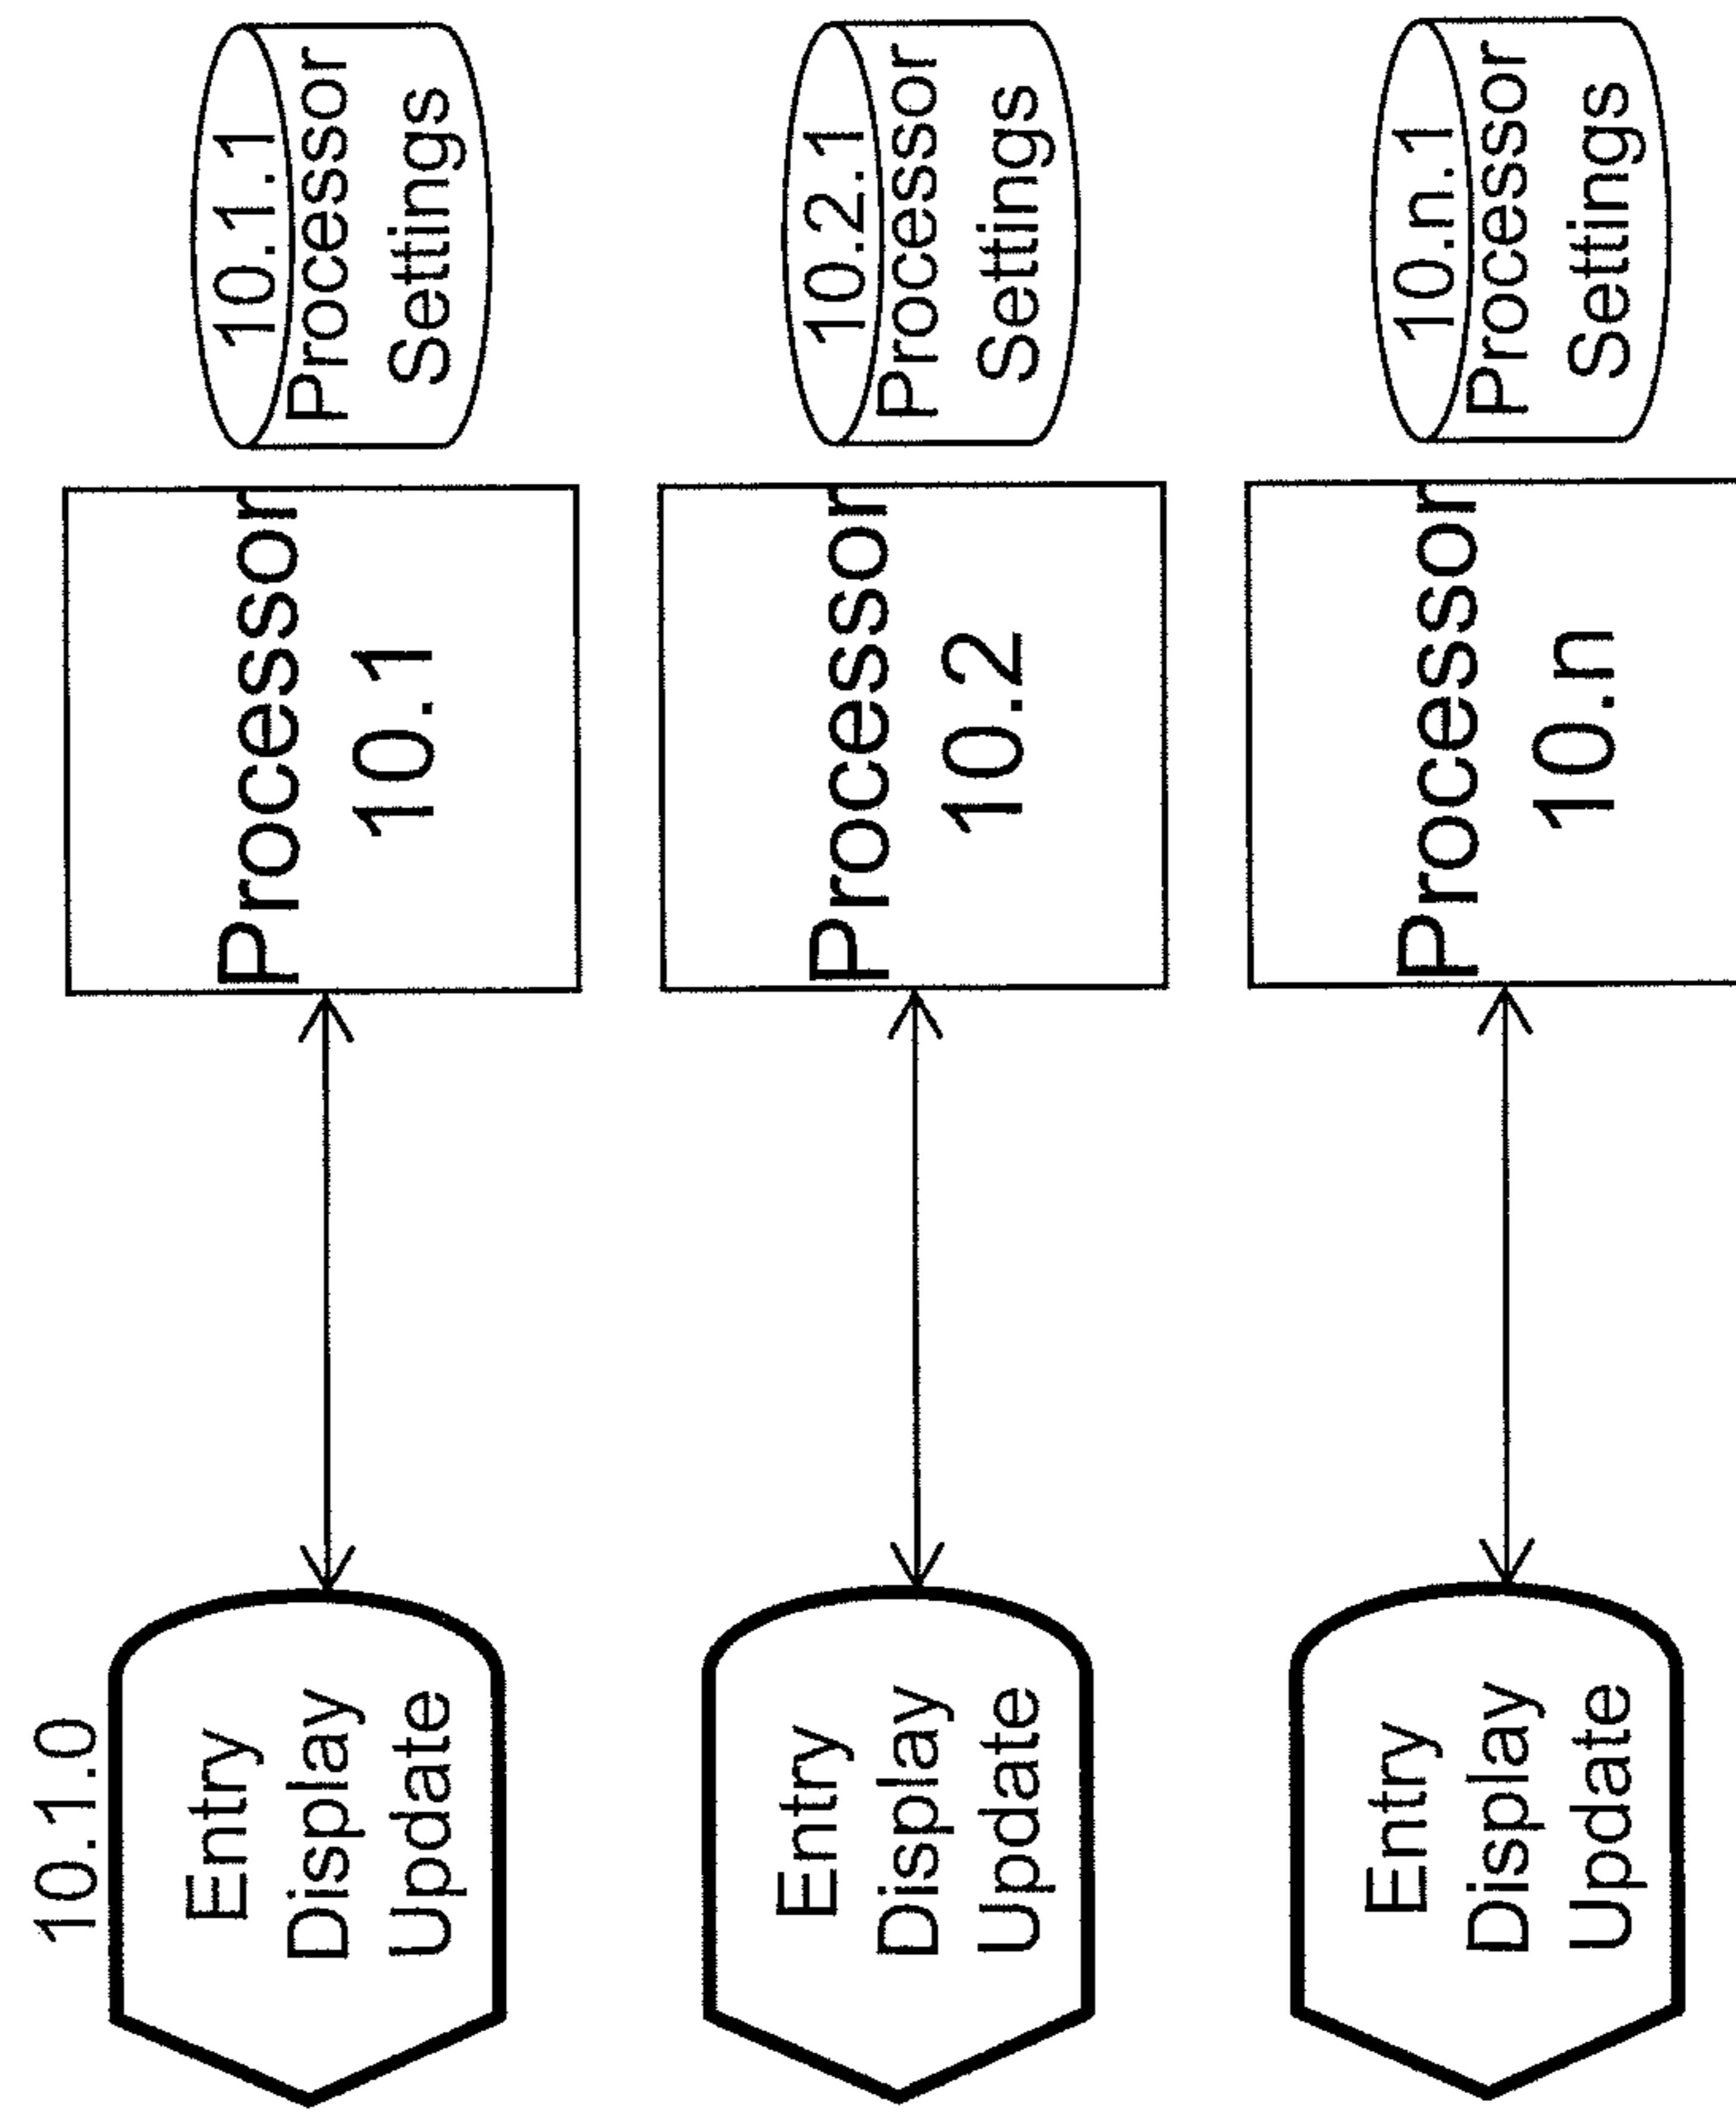 10.1.0
Entry
Display
Update
Processor
10.1
10.1.1
Processor
Settings
Entry
Display
Update
Processor
10.2
10.2.1
Processor
Settings
Entry
Display
Update
Processor
10.n
10.n.1
Processor
Settings